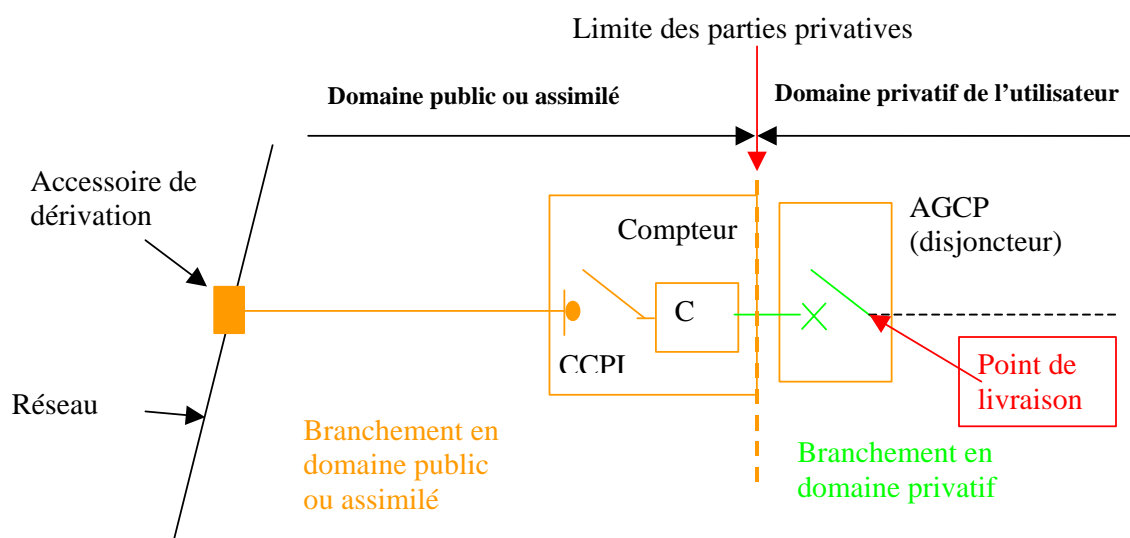 Limite des parties privatives
Domaine public ou assimilé
Domaine privatif de l’utilisateur
Accessoire de
dérivation
Compteur
AGCP
(disjoncteur)
C
CCPI
Réseau
Point de
livraison
Branchement en
domaine public
ou assimilé
Branchement en
domaine privatif